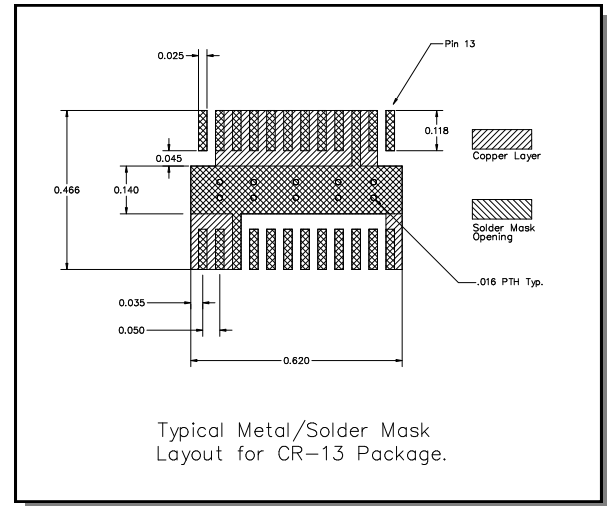 Pin 13
0.025
0.118
0.045
Copper Layer
0.466
0.140
Solder Mask
Opening
.016 PTH Typ.
0.035
0.050
0.620
Typical Metal/Solder Mask
Layout for CR-13 Package.